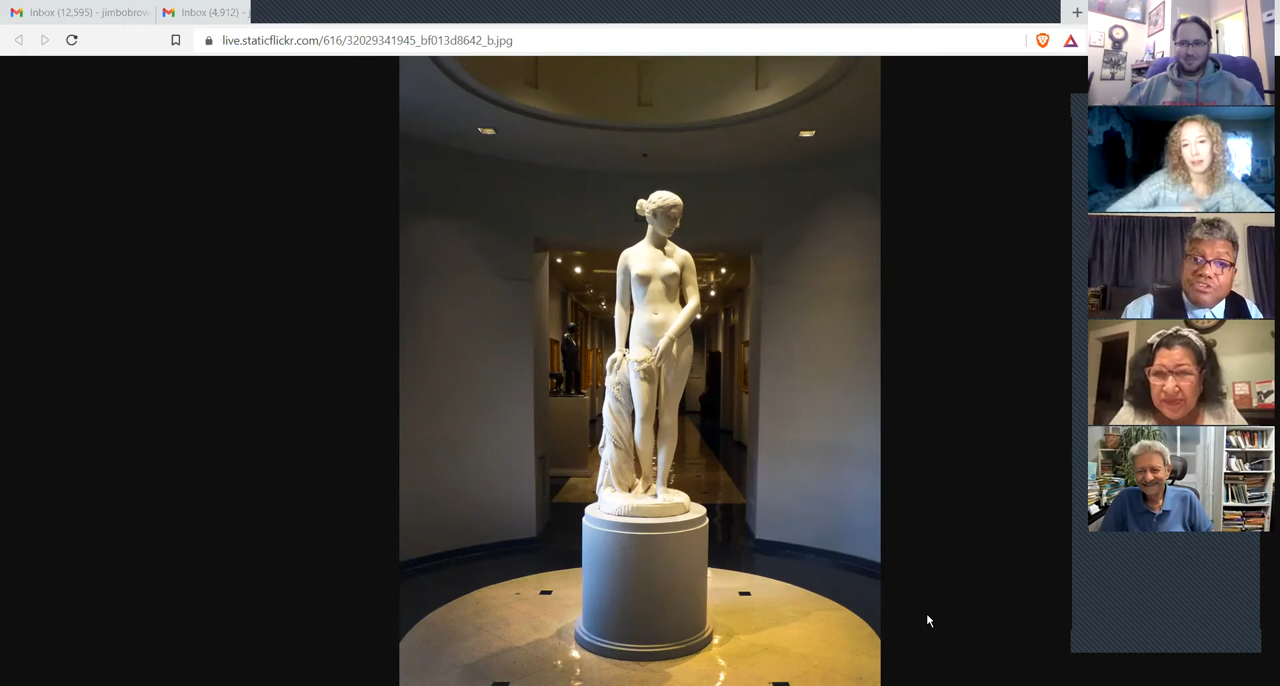 Inbox (12,595) - jimbobrow
Inbox (4,912) - j
live.staticflickr.com/616/32029341945_bf013d8642_b.jpg